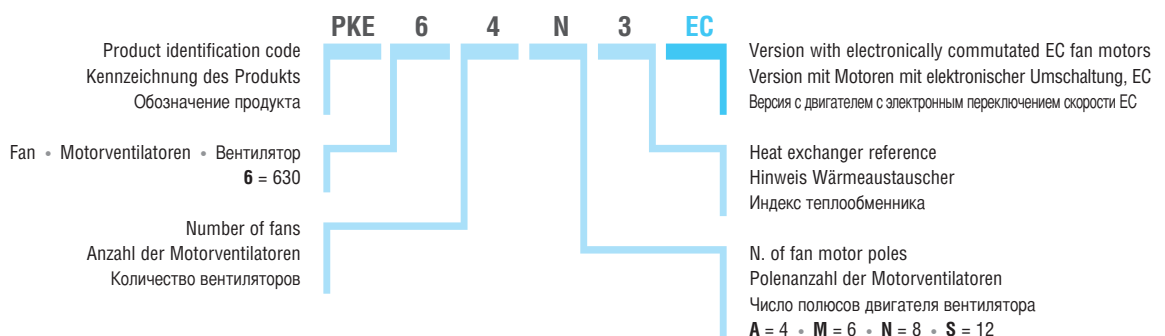 PKE 6 4 N 3 EC
Product identification code
Kennzeichnung des Produkts
Обозначение продукта
Fan • Motorventilatoren • Вентилятор
6 = 630
Number of fans
Anzahl der Motorventilatoren
Количество вентиляторов
Version with electronically commutated EC fan motors
Version mit Motoren mit elektronischer Umschaltung, EC
Версия с двигателем с электронным переключением скорости EC
Heat exchanger reference
Hinweis Wärmeaustauscher
Индекс теплообменника
N. of fan motor poles
Polenanzahl der Motorventilatoren
Число полюсов двигателя вентилятора
A = 4 • M = 6 • N = 8 • S = 12